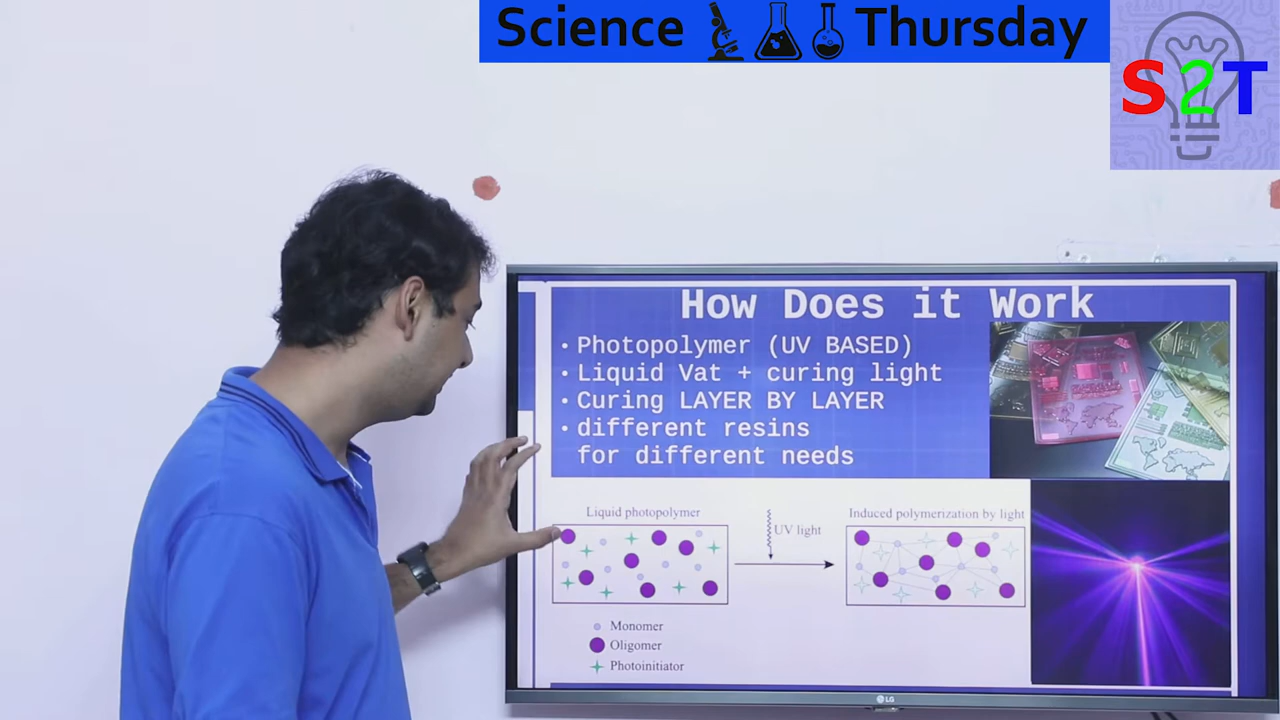 Science Thursday
S2T
How Does it Work
• Photopolymer (UV BASED)
• Liquid Vat + curing light
• Curing LAYER BY LAYER
• different resins
for different needs
Liquid photopolymer
UV light
Induced polymerization by light
Monomer
Oligomer
Photoinitiator
LG